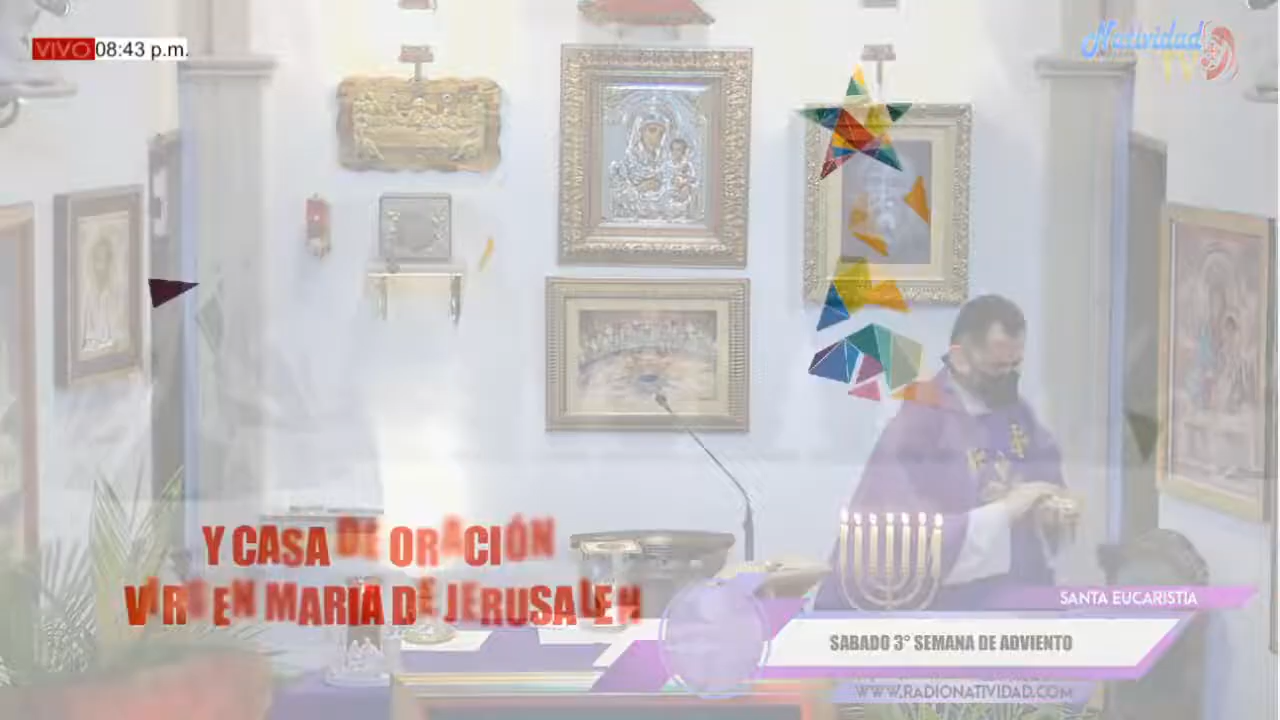 VIVO 08:43 p.m.
Natividad
TV
Y CASA DE ORACIÓN
VIRGEN MARIA DE JERUSALEN
SANTA EUCARISTIA
SABADO 3° SEMANA DE ADVIENTO
WWW.RADIONATIVIDAD.COM